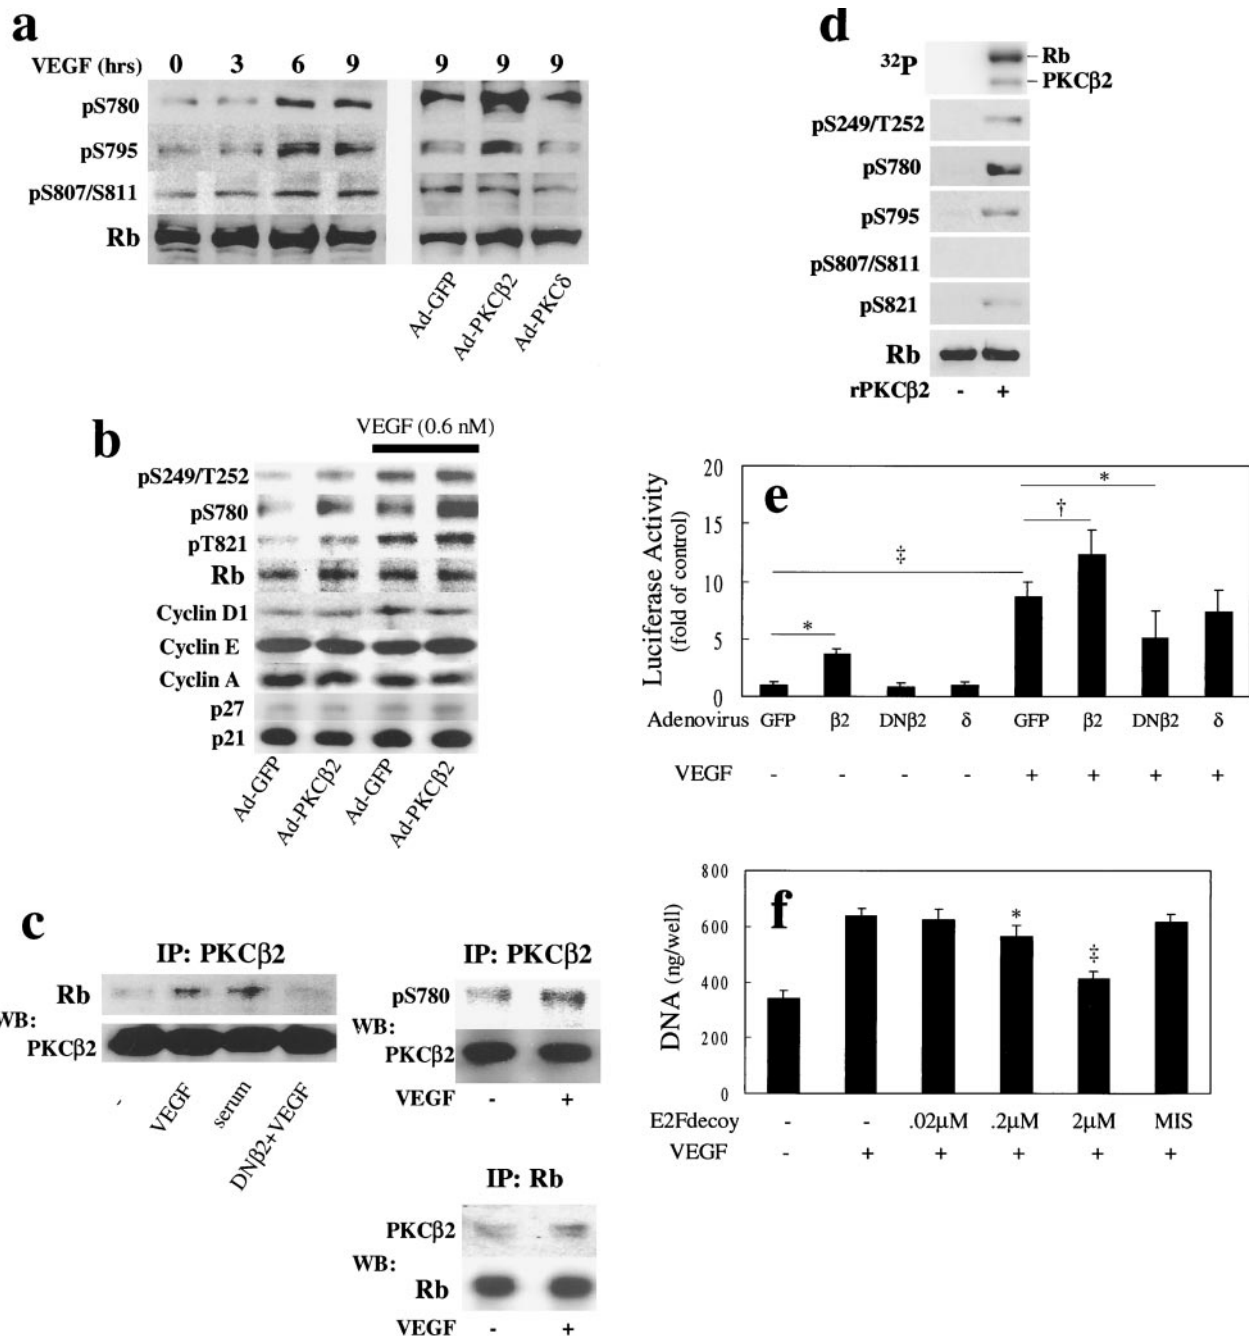 a
VEGF (hrs) 0 3 6 9 9 9 9
pS780
pS795
pS807/S811
Rb
Ad-GFP Ad-PKCβ2 Ad-PKCδ
b
VEGF (0.6 nM)
pS249/T252
pS780
pT821
Rb
Cyclin D1
Cyclin E
Cyclin A
p27
p21
Ad-GFP Ad-PKCβ2 Ad-GFP Ad-PKCβ2
c
IP: PKCβ2
Rb
WB:
PKCβ2
- VEGF serum DNβ2+VEGF
IP: PKCβ2
pS780
WB:
PKCβ2
VEGF - +
IP: Rb
PKCβ2
WB:
Rb
VEGF - +
d
32P
Rb
PKCβ2
pS249/T252
pS780
pS795
pS807/S811
pS821
Rb
rPKCβ2 - +
e
Luciferase Activity
(fold of control)
20
15
10
5
0
* ‡ † *
Adenovirus GFP β2 DNβ2 δ GFP β2 DNβ2 δ
VEGF - - - - + + + +
f
DNA (ng/well)
800
600
400
200
0
* ‡
E2Fdecoy - - .02μM .2μM 2μM MIS
VEGF - + + + + +